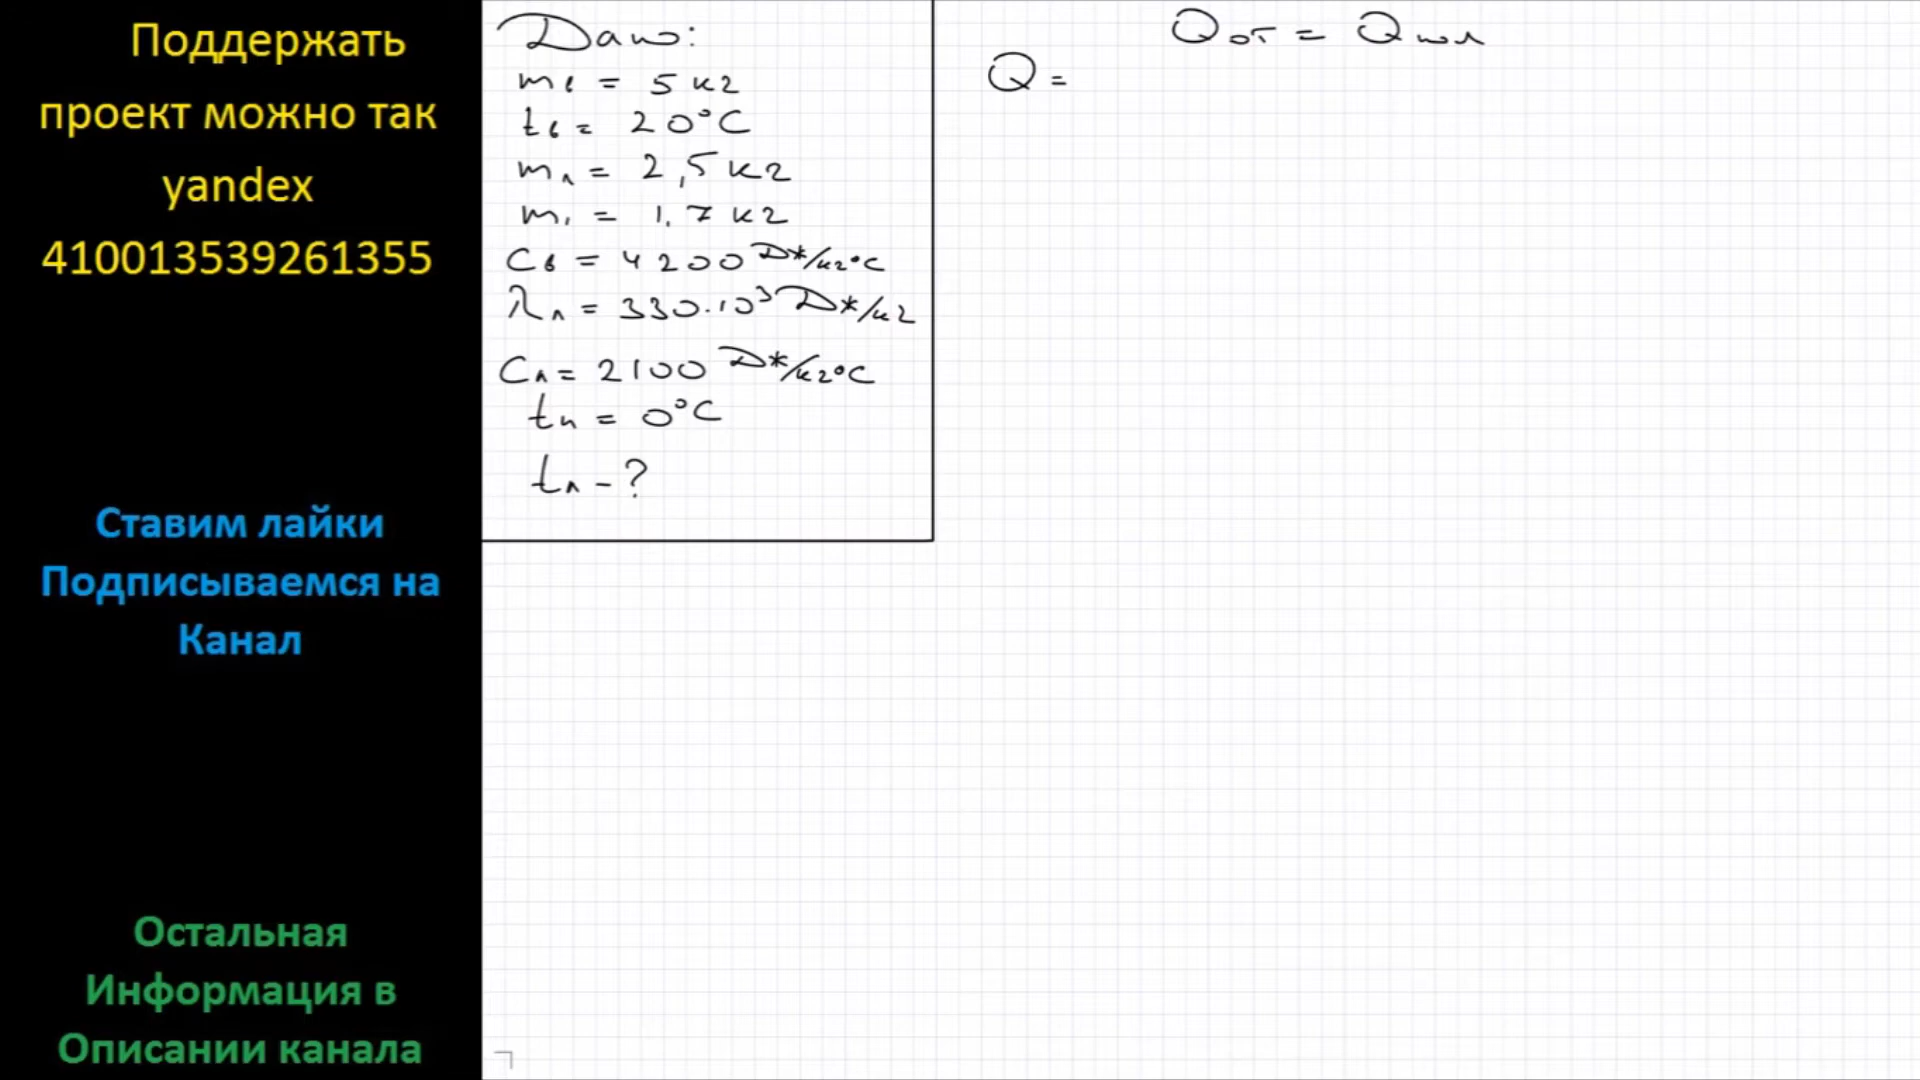 Поддержать
проект можно так
yandex
410013539261355
Ставим лайки
Подписываемся на
Канал
Остальная
Информация в
Описании канала
Дано:
mв = 5 кг
tв = 20°C
mл = 2,5 кг
m₁ = 1,7 кг
Cв = 4200 Дж/кг°C
λл = 330·10³ Дж/кг
Cл = 2100 Дж/кг°C
tк = 0°C
tл - ?
Qот = Qпол
Q =